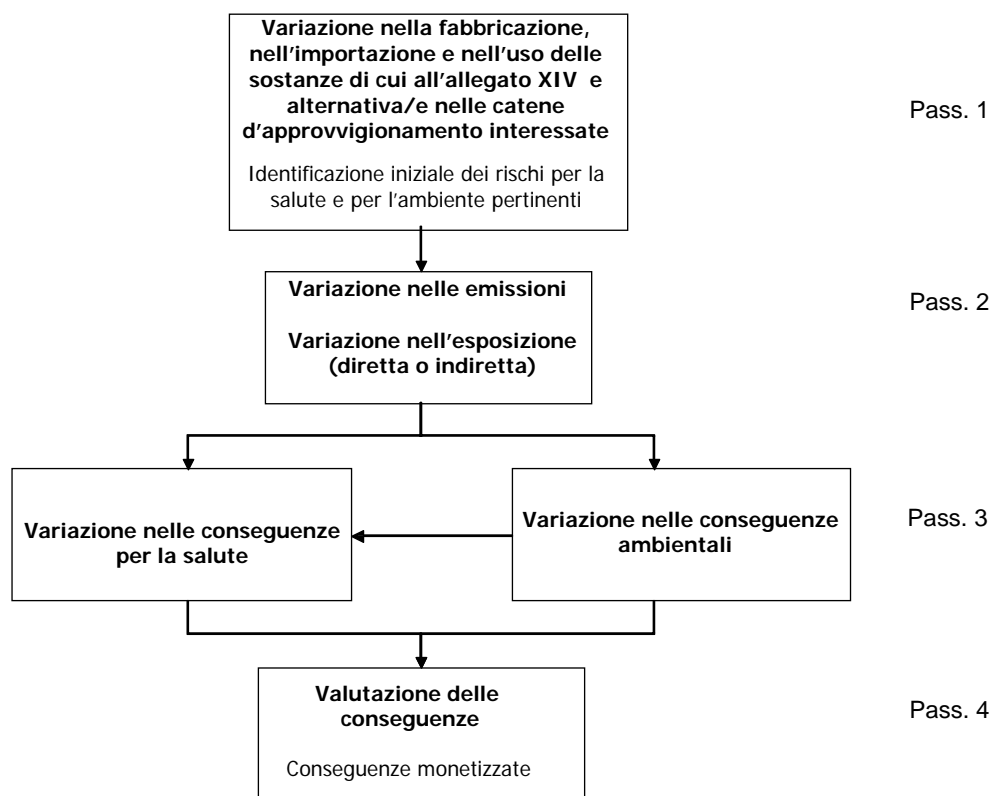 Variazione nella fabbricazione,
nell'importazione e nell'uso delle
sostanze di cui all'allegato XIV e
alternativa/e nelle catene
d'approvvigionamento interessate
Identificazione iniziale dei rischi per la
salute e per l'ambiente pertinenti
Pass. 1
Variazione nelle emissioni
Variazione nell'esposizione
(diretta o indiretta)
Pass. 2
Variazione nelle conseguenze
per la salute
Variazione nelle conseguenze
ambientali
Pass. 3
Valutazione delle
conseguenze
Conseguenze monetizzate
Pass. 4